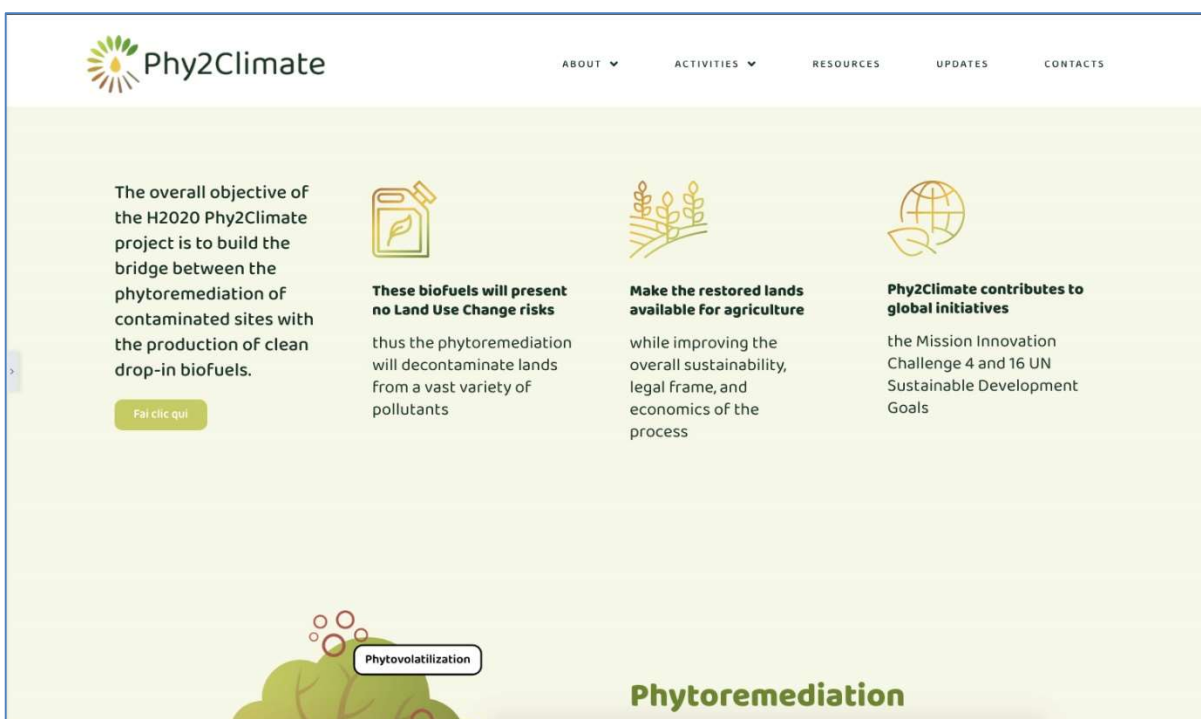 Phy2Climate
ABOUT
ACTIVITIES
RESOURCES
UPDATES
CONTACTS
The overall objective of
the H2020 Phy2Climate
project is to build the
bridge between the
phytoremediation of
contaminated sites with
the production of clean
drop-in biofuels.
Fai clic qui
These biofuels will present
no Land Use Change risks
thus the phytoremediation
will decontaminate lands
from a vast variety of
pollutants
Make the restored lands
available for agriculture
while improving the
overall sustainability,
legal frame, and
economics of the
process
Phy2Climate contributes to
global initiatives
the Mission Innovation
Challenge 4 and 16 UN
Sustainable Development
Goals
Phytovolatilization
Phytoremediation